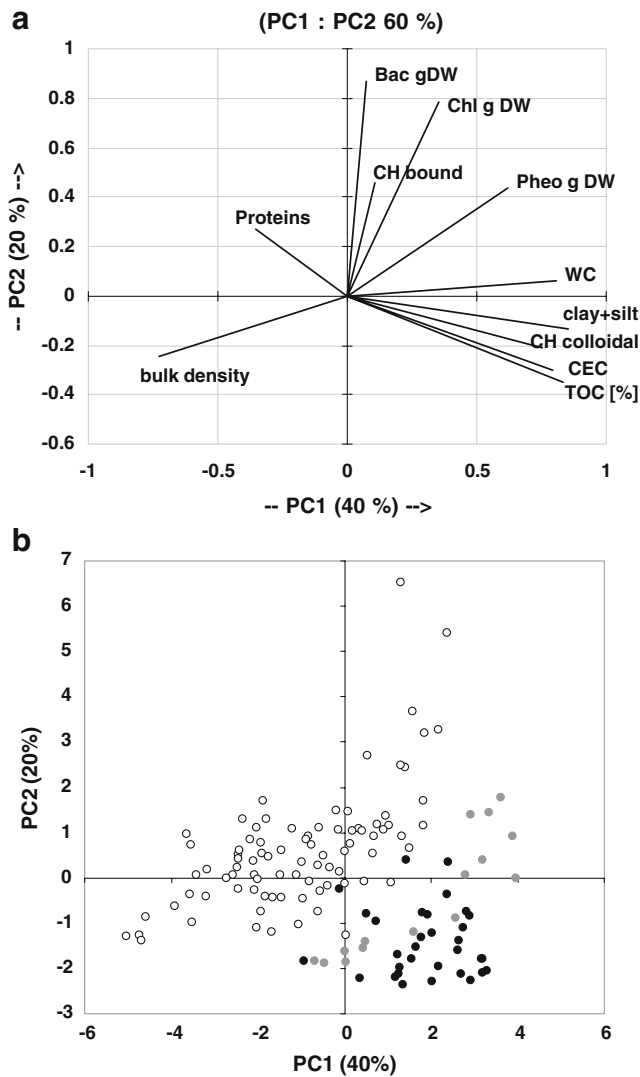 a
(PC1 : PC2 60 %)
1
Bac gDW
0.8
Chl g DW
0.6
CH bound
Pheo g DW
0.4
Proteins
0.2
WC
0
clay+silt
-0.2
CH colloidal
CEC
bulk density
-0.4
TOC [%]
-0.6
-1
-0.5
0
0.5
1
-- PC2 (20 %) -->
-- PC1 (40 %) -->
b
7
6
5
4
3
2
1
0
-1
-2
-3
-6
-4
-2
0
2
4
6
PC2 (20%)
PC1 (40%)